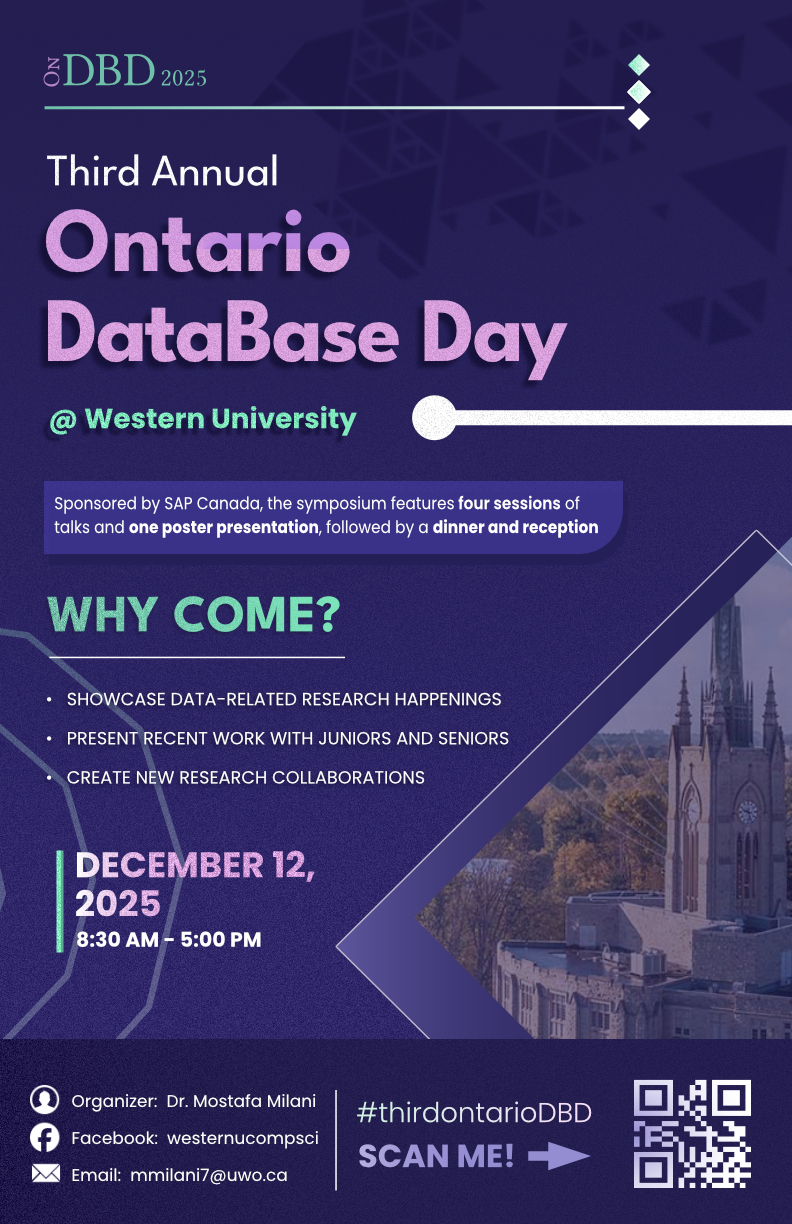 ON DBD 2025
Third Annual
Ontario
DataBase Day
@ Western University
Sponsored by SAP Canada, the symposium features four sessions of
talks and one poster presentation, followed by a dinner and reception
WHY COME?
• SHOWCASE DATA-RELATED RESEARCH HAPPENINGS
• PRESENT RECENT WORK WITH JUNIORS AND SENIORS
• CREATE NEW RESEARCH COLLABORATIONS
DECEMBER 12,
2025
8:30 AM - 5:00 PM
Organizer: Dr. Mostafa Milani
Facebook: westernucompsci
Email: mmilani7@uwo.ca
#thirdontarioDBD
SCAN ME!